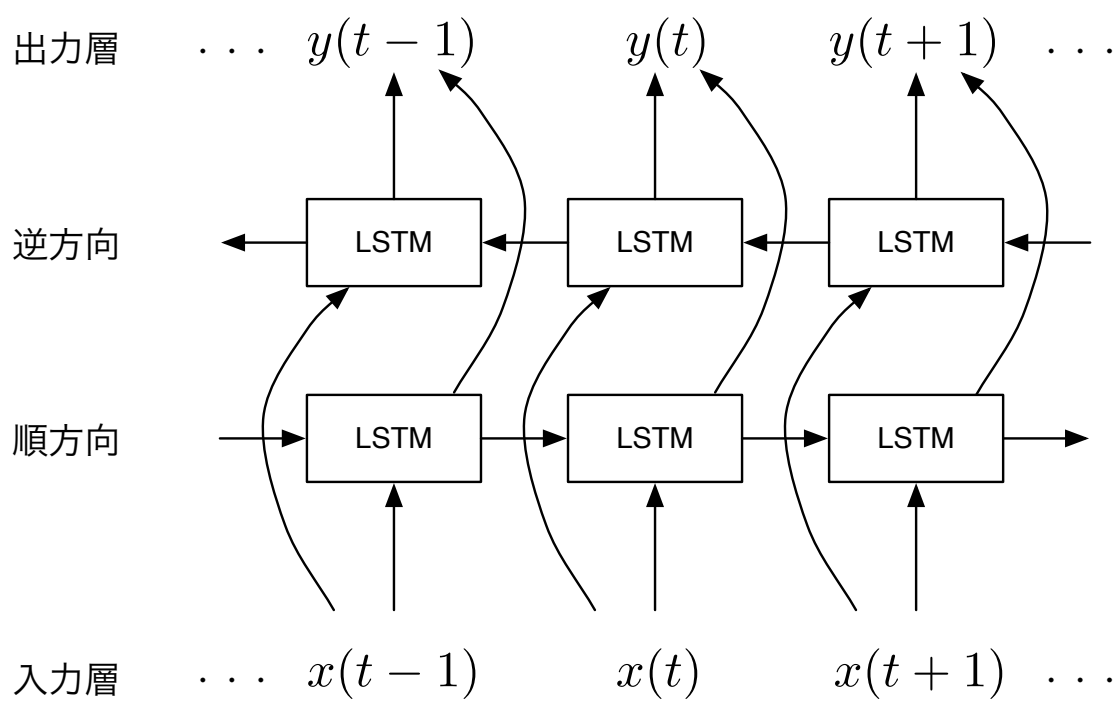 出力層 · · · y(t − 1) y(t) y(t + 1) · · ·
逆方向 LSTM LSTM LSTM
順方向 LSTM LSTM LSTM
入力層 · · · x(t − 1) x(t) x(t + 1) · · ·